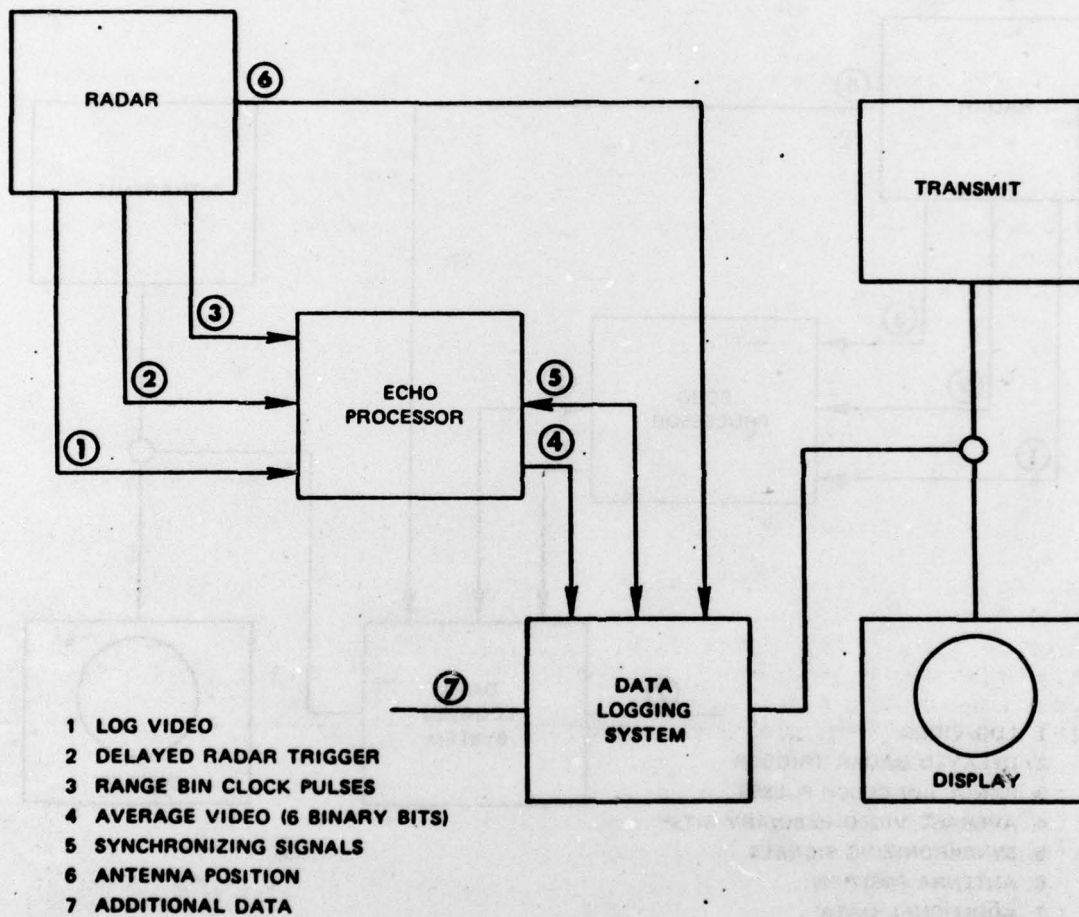 RADAR
6
TRANSMIT
3
ECHO
PROCESSOR
2
5
1
4
7
DATA
LOGGING
SYSTEM
DISPLAY
1 LOG VIDEO
2 DELAYED RADAR TRIGGER
3 RANGE BIN CLOCK PULSES
4 AVERAGE VIDEO (6 BINARY BITS)
5 SYNCHRONIZING SIGNALS
6 ANTENNA POSITION
7 ADDITIONAL DATA